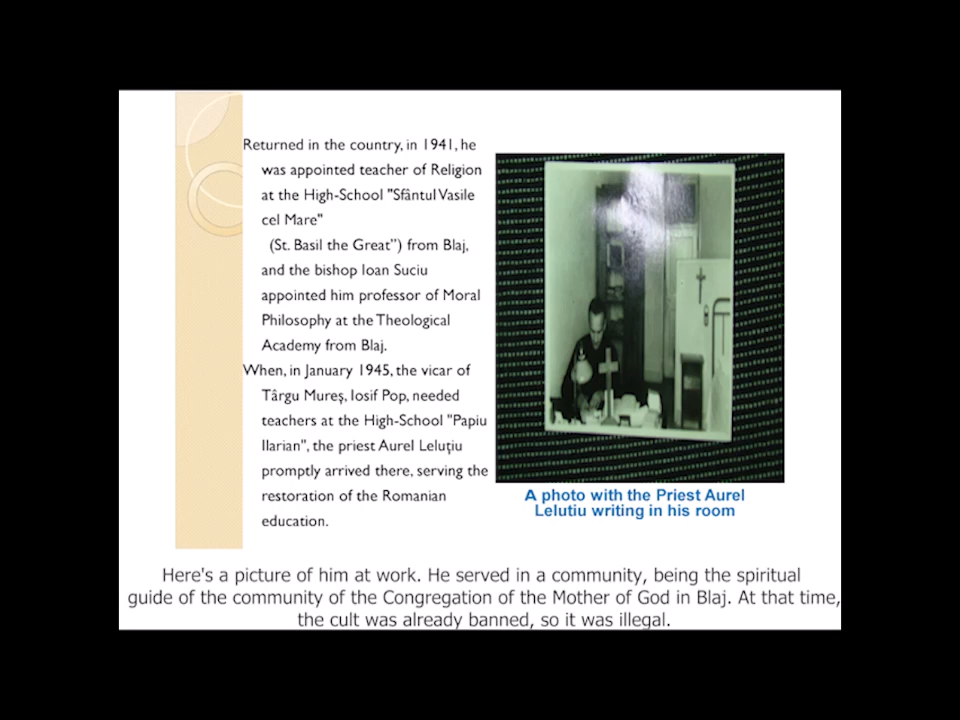 Returned in the country, in 1941, he
was appointed teacher of Religion
at the High-School "Sfântul Vasile
cel Mare"
(St. Basil the Great") from Blaj,
and the bishop Ioan Suciu
appointed him professor of Moral
Philosophy at the Theological
Academy from Blaj.
When, in January 1945, the vicar of
Târgu Mureş, Iosif Pop, needed
teachers at the High-School "Papiu
Ilarian", the priest Aurel Leluţiu
promptly arrived there, serving the
restoration of the Romanian
education.
A photo with the Priest Aurel
Lelutiu writing in his room
Here's a picture of him at work. He served in a community, being the spiritual
guide of the community of the Congregation of the Mother of God in Blaj. At that time,
the cult was already banned, so it was illegal.